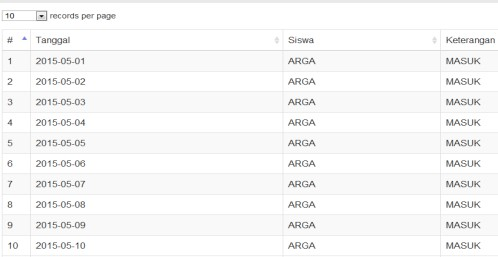 10 records per page
# Tanggal Siswa Keterangan
1 2015-05-01 ARGA MASUK
2 2015-05-02 ARGA MASUK
3 2015-05-03 ARGA MASUK
4 2015-05-04 ARGA MASUK
5 2015-05-05 ARGA MASUK
6 2015-05-06 ARGA MASUK
7 2015-05-07 ARGA MASUK
8 2015-05-08 ARGA MASUK
9 2015-05-09 ARGA MASUK
10 2015-05-10 ARGA MASUK